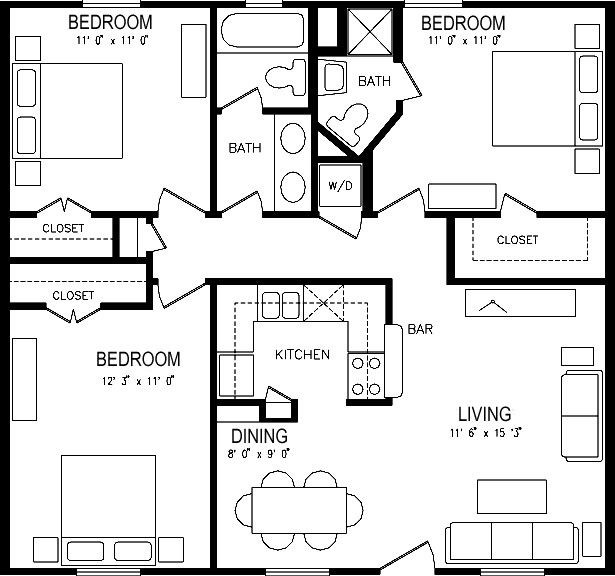 BEDROOM
11' 0" x 11' 0"
BEDROOM
11' 0" x 11' 0"
BATH
BATH
W/D
CLOSET
CLOSET
CLOSET
KITCHEN
BAR
BEDROOM
12' 3" x 11' 0"
LIVING
11' 6" x 15' 3"
DINING
8' 0" x 9' 0"